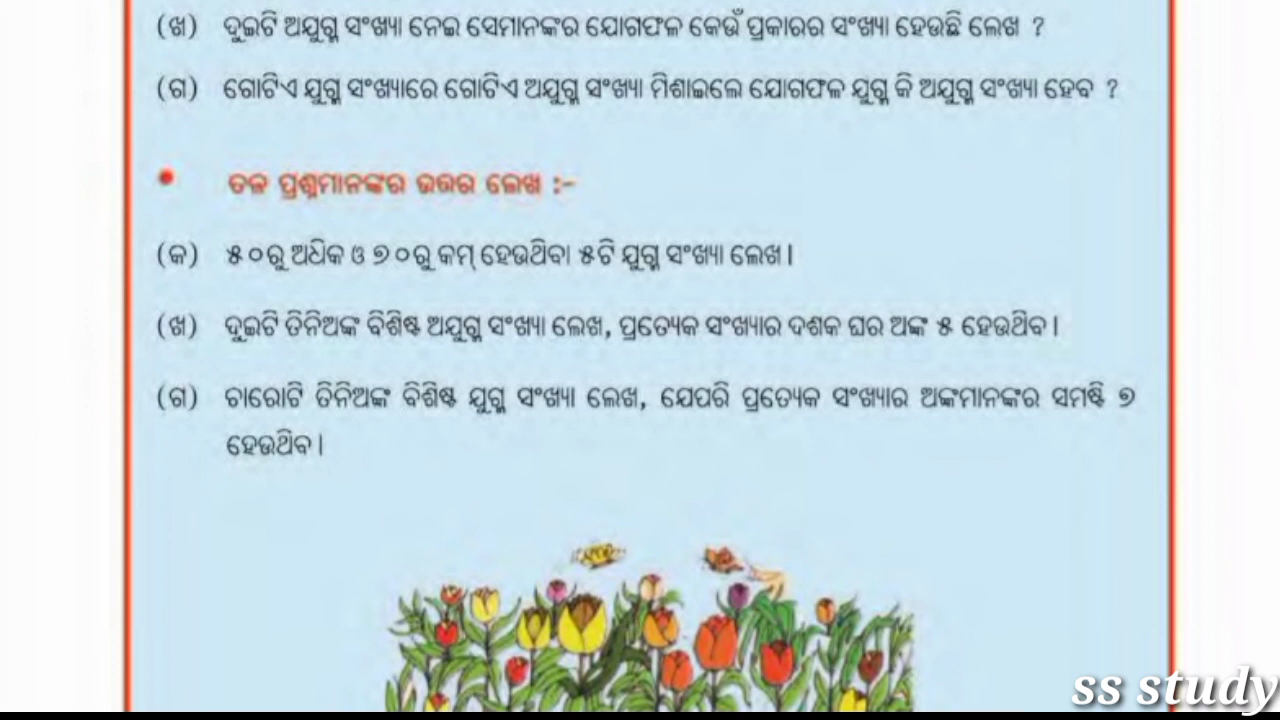 (ଖ) ଦୁଇଟି ଅଯୁଗ୍ମ ସଂଖ୍ୟା ନେଇ ସେମାନଙ୍କର ଯୋଗଫଳ କେଉଁ ପ୍ରକାରର ସଂଖ୍ୟା ହେଉଛି ଲେଖ ?
(ଗ) ଗୋଟିଏ ଯୁଗ୍ମ ସଂଖ୍ୟାରେ ଗୋଟିଏ ଅଯୁଗ୍ମ ସଂଖ୍ୟା ମିଶାଇଲେ ଯୋଗଫଳ ଯୁଗ୍ମ କି ଅଯୁଗ୍ମ ସଂଖ୍ୟା ହେବ ?
• ତଳ ପ୍ରଶ୍ନମାନଙ୍କର ଉତ୍ତର ଲେଖ :-
(କ) ୫୦ରୁ ଅଧିକ ଓ ୭୦ରୁ କମ୍ ହେଉଥିବା ୫ଟି ଯୁଗ୍ମ ସଂଖ୍ୟା ଲେଖ।
(ଖ) ଦୁଇଟି ତିନିଅଙ୍କ ବିଶିଷ୍ଟ ଅଯୁଗ୍ମ ସଂଖ୍ୟା ଲେଖ, ପ୍ରତ୍ୟେକ ସଂଖ୍ୟାର ଦଶକ ଘର ଅଙ୍କ ୫ ହେଉଥିବ।
(ଗ) ଚାରୋଟି ତିନିଅଙ୍କ ବିଶିଷ୍ଟ ଯୁଗ୍ମ ସଂଖ୍ୟା ଲେଖ, ଯେପରି ପ୍ରତ୍ୟେକ ସଂଖ୍ୟାର ଅଙ୍କମାନଙ୍କର ସମଷ୍ଟି ୭
ହେଉଥିବ।
ss study